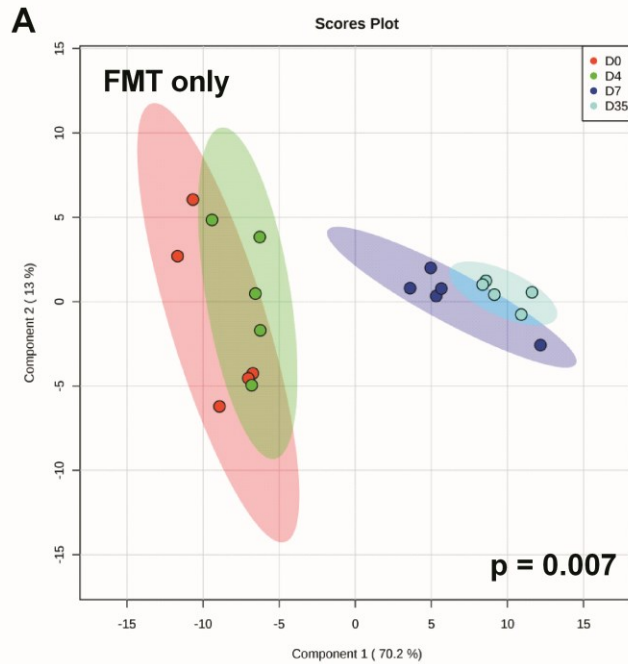 A
Scores Plot
FMT only
D0
D4
D7
D35
15
10
5
0
-5
-10
-15
Component 2 ( 13 %)
p = 0.007
-15
-10
-5
0
5
10
15
Component 1 ( 70.2 %)